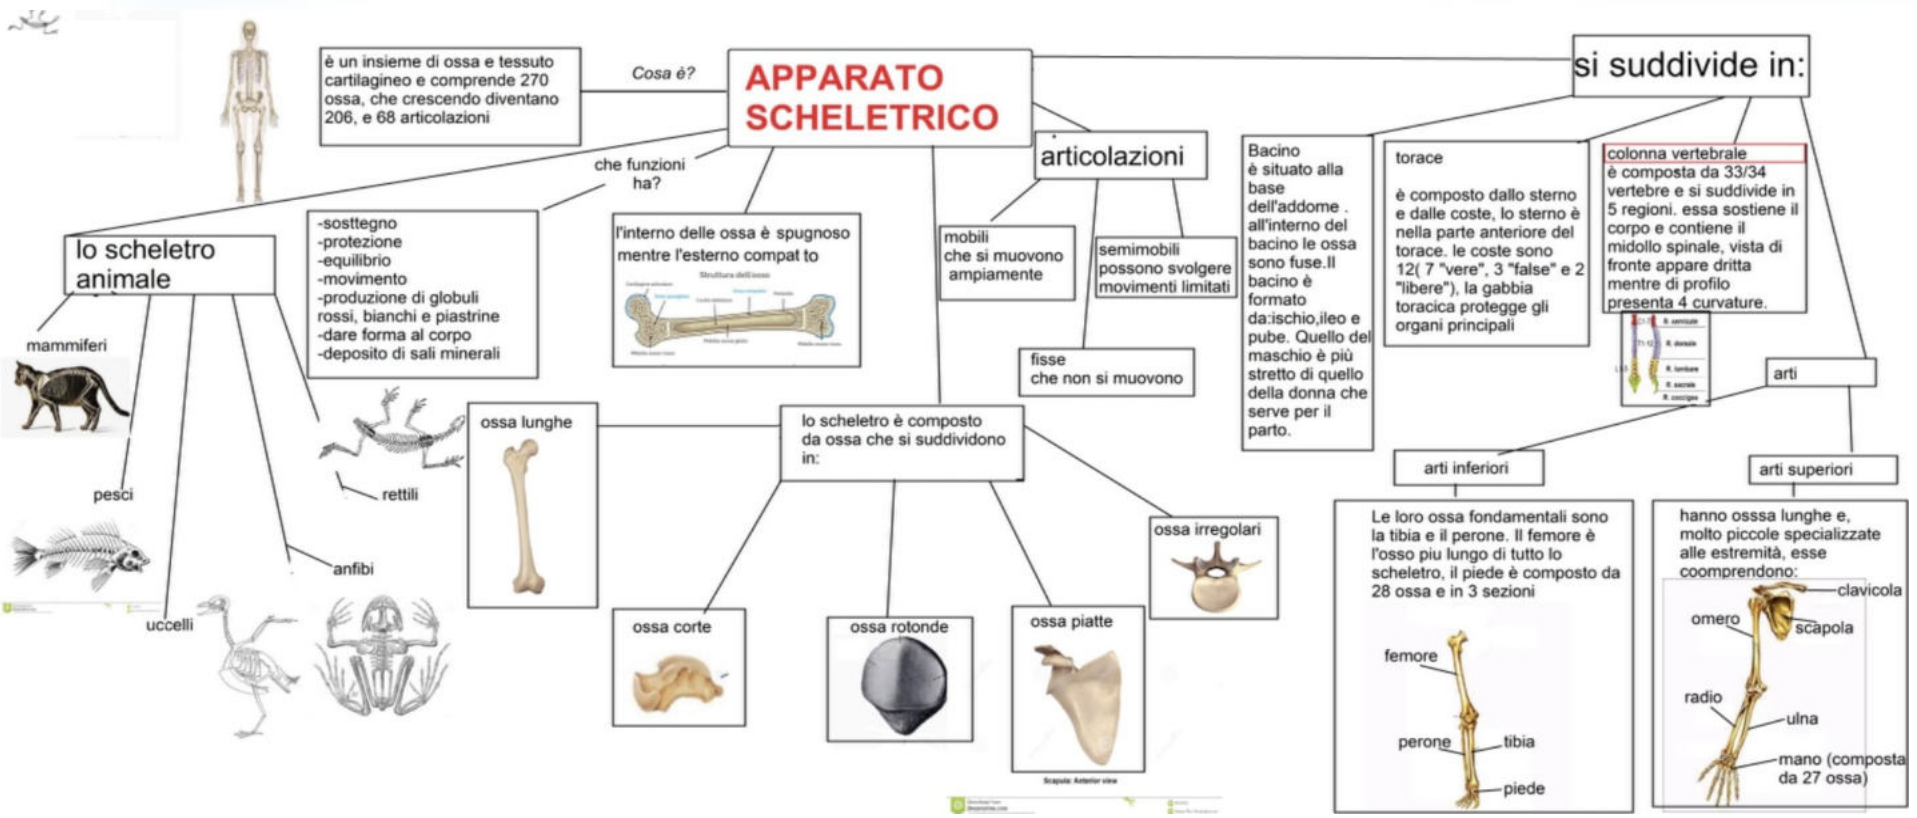 è un insieme di ossa e tessuto
cartilagineo e comprende 270
ossa, che crescendo diventano
206, e 68 articolazioni
Cosa è?
APPARATO
SCHELETRICO
si suddivide in:
che funzioni
ha?
articolazioni
lo scheletro
animale
-sosttegno
-protezione
-equilibrio
-movimento
-produzione di globuli
rossi, bianchi e piastrine
-dare forma al corpo
-deposito di sali minerali
l'interno delle ossa è spugnoso
mentre l'esterno compat to
Struttura dell'osso
mobili
che si muovono
ampiamente
semimobili
possono svolgere
movimenti limitati
fisse
che non si muovono
Bacino
è situato alla
base
dell'addome .
all'interno del
bacino le ossa
sono fuse.Il
bacino è
formato
da:ischio,ileo e
pube. Quello del
maschio è più
stretto di quello
della donna che
serve per il
parto.
torace
è composto dallo sterno
e dalle coste, lo sterno è
nella parte anteriore del
torace. le coste sono
12( 7 "vere", 3 "false" e 2
"libere"), la gabbia
toracica protegge gli
organi principali
colonna vertebrale
è composta da 33/34
vertebre e si suddivide in
5 regioni. essa sostiene il
corpo e contiene il
midollo spinale, vista di
fronte appare dritta
mentre di profilo
presenta 4 curvature.
R. cervicale
R. dorsale
R. lombare
R. sacrale
R. coccigea
arti
mammiferi
pesci
uccelli
anfibi
rettili
lo scheletro è composto
da ossa che si suddividono
in:
ossa lunghe
ossa corte
ossa rotonde
ossa piatte
Scapula: Anterior view
ossa irregolari
arti inferiori
Le loro ossa fondamentali sono
la tibia e il perone. Il femore è
l'osso piu lungo di tutto lo
scheletro, il piede è composto da
28 ossa e in 3 sezioni
femore
perone
tibia
piede
arti superiori
hanno osssa lunghe e,
molto piccole specializzate
alle estremità, esse
coomprendono:
clavicola
omero
scapola
radio
ulna
mano (composta
da 27 ossa)